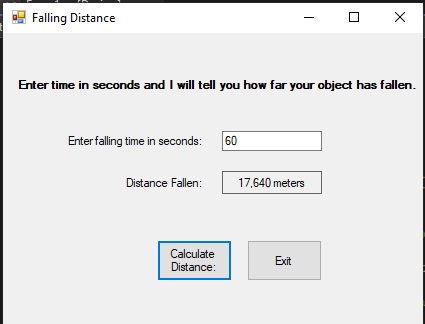 Falling Distance
Enter time in seconds and I will tell you how far your object has fallen.
Enter falling time in seconds: 60
Distance Fallen: 17,640 meters
Calculate
Distance:
Exit